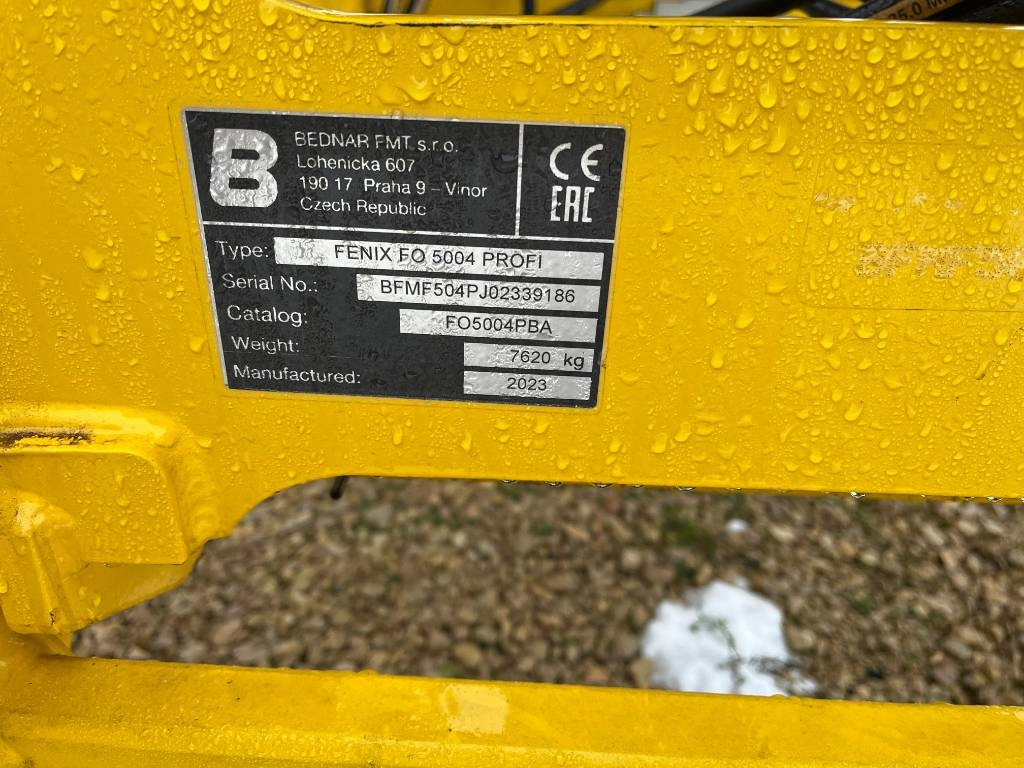 B
BEDNAR FMT s.r.o.
Lohenicka 607
190 17 Praha 9 – Vinor
Czech Republic
CE
EAC
Type: FENIX FO 5004 PROFI
Serial No.: BFMF504PJ02339186
Catalog: FO5004PBA
Weight: 7620 kg
Manufactured: 2023